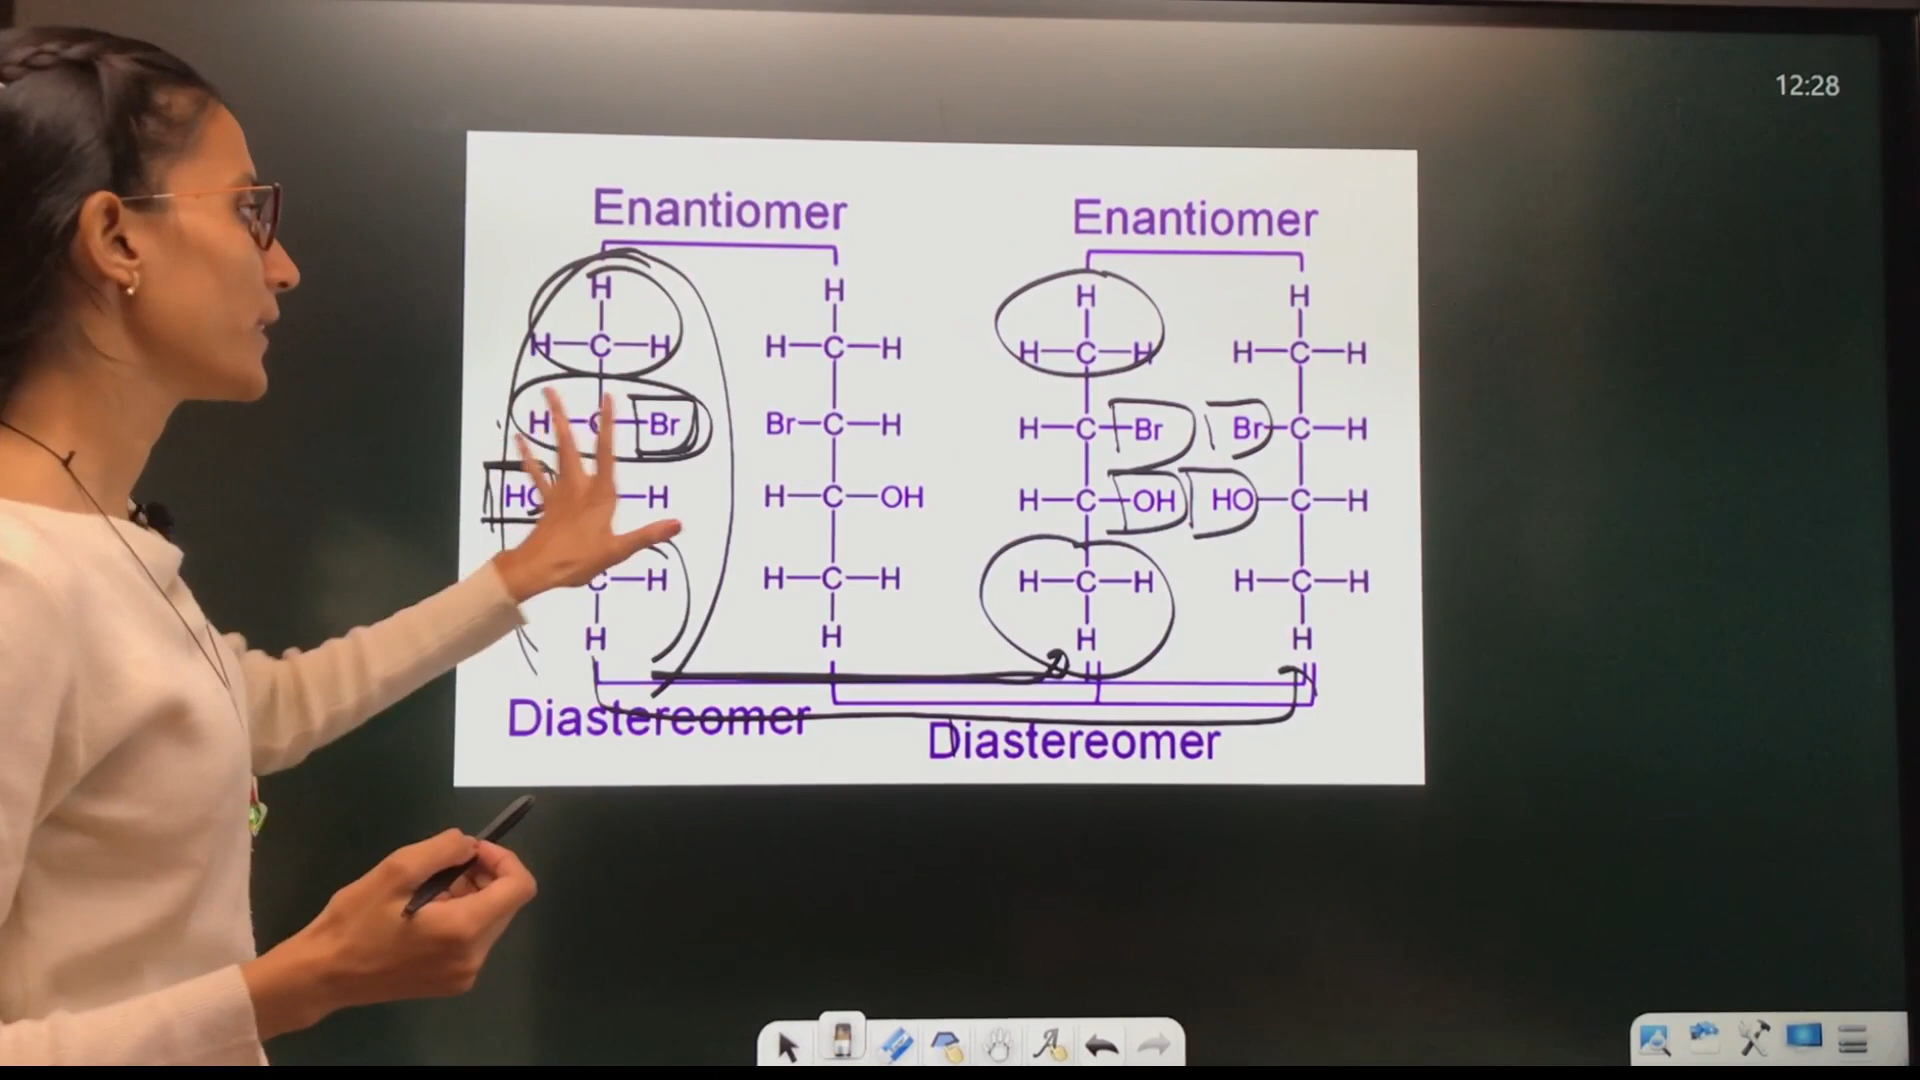 12:28
Enantiomer Enantiomer
H H H H
H—C—H H—C—H H—C—H H—C—H
H—C—Br Br—C—H H—C—Br Br—C—H
HO —H H—C—OH H—C—OH HO—C—H
C—H H—C—H H—C—H H—C—H
H H H H
Diastereomer
Diastereomer